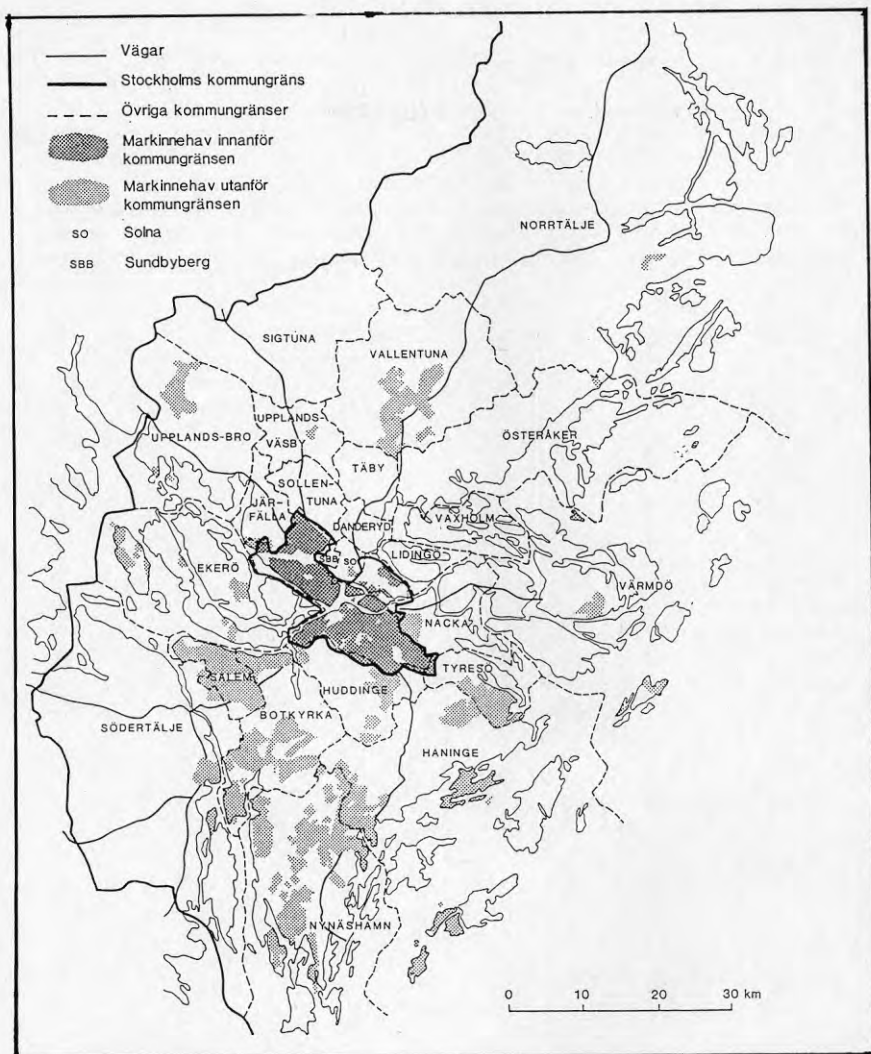 Vägar
Stockholms kommungräns
Övriga kommungränser
Markinnehav innanför
kommungränsen
Markinnehav utanför
kommungränsen
SO Solna
SBB Sundbyberg
NORRTÄLJE
SIGTUNA
VALLENTUNA
UPPLANDS-
VÄSBY
UPPLANDS-BRO
ÖSTERÅKER
TÄBY
SOLLEN-
TUNA
JÄR-
FÄLLA
DANDERYD
VAXHOLM
LIDINGÖ
SBB
SO
EKERÖ
VÄRMDÖ
NACKA
TYRESÖ
SALEM
HUDDINGE
BOTKYRKA
SÖDERTÄLJE
HANINGE
NYNÄSHAMN
0 10 20 30 km